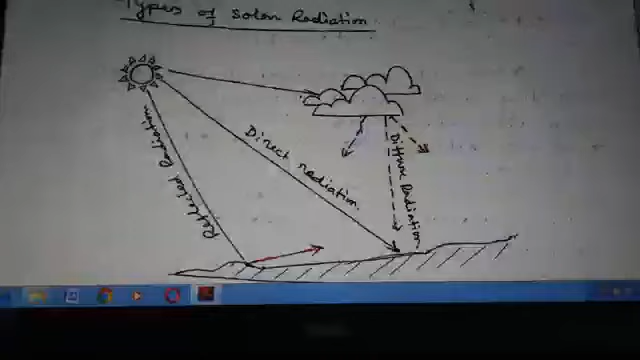 Types of Solar Radiation
Reflected Radiation
Direct radiation.
Diffuse Radiation